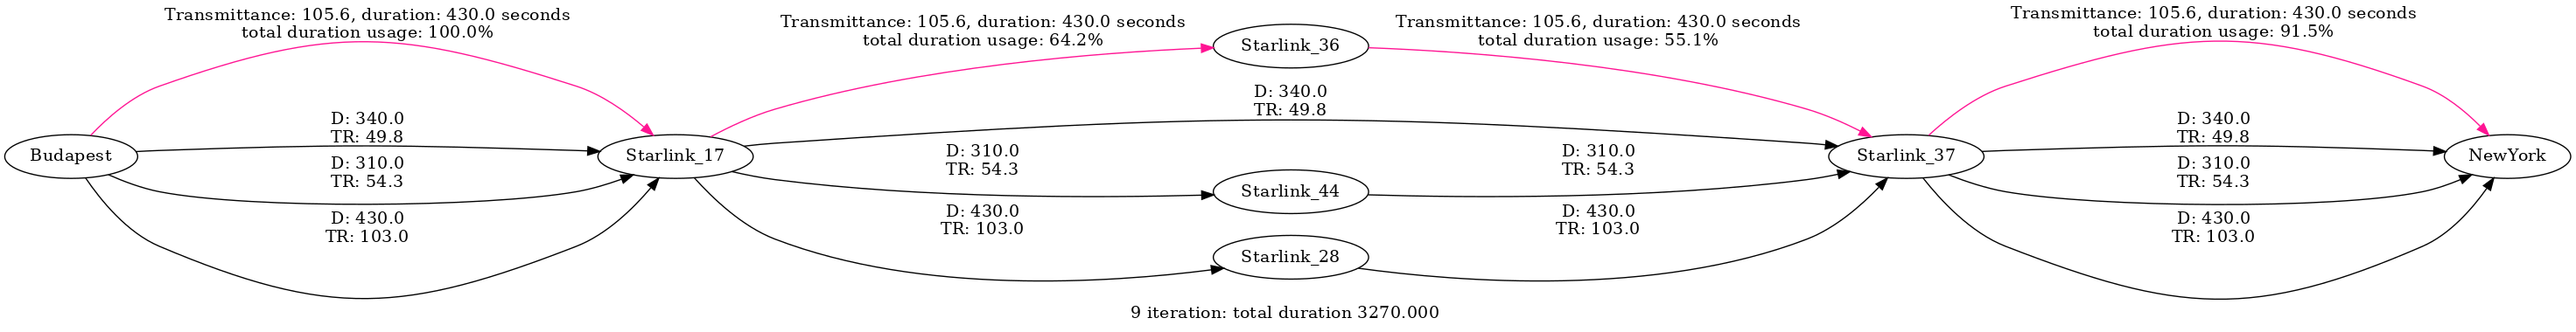 Transmittance: 105.6, duration: 430.0 seconds
total duration usage: 100.0%
Transmittance: 105.6, duration: 430.0 seconds
total duration usage: 64.2%
Transmittance: 105.6, duration: 430.0 seconds
total duration usage: 55.1%
Transmittance: 105.6, duration: 430.0 seconds
total duration usage: 91.5%
Starlink_36
D: 340.0
TR: 49.8
D: 340.0
TR: 49.8
D: 340.0
TR: 49.8
Budapest
Starlink_17
Starlink_37
NewYork
D: 310.0
TR: 54.3
D: 310.0
TR: 54.3
D: 310.0
TR: 54.3
D: 310.0
TR: 54.3
Starlink_44
D: 430.0
TR: 103.0
D: 430.0
TR: 103.0
D: 430.0
TR: 103.0
D: 430.0
TR: 103.0
Starlink_28
9 iteration: total duration 3270.000